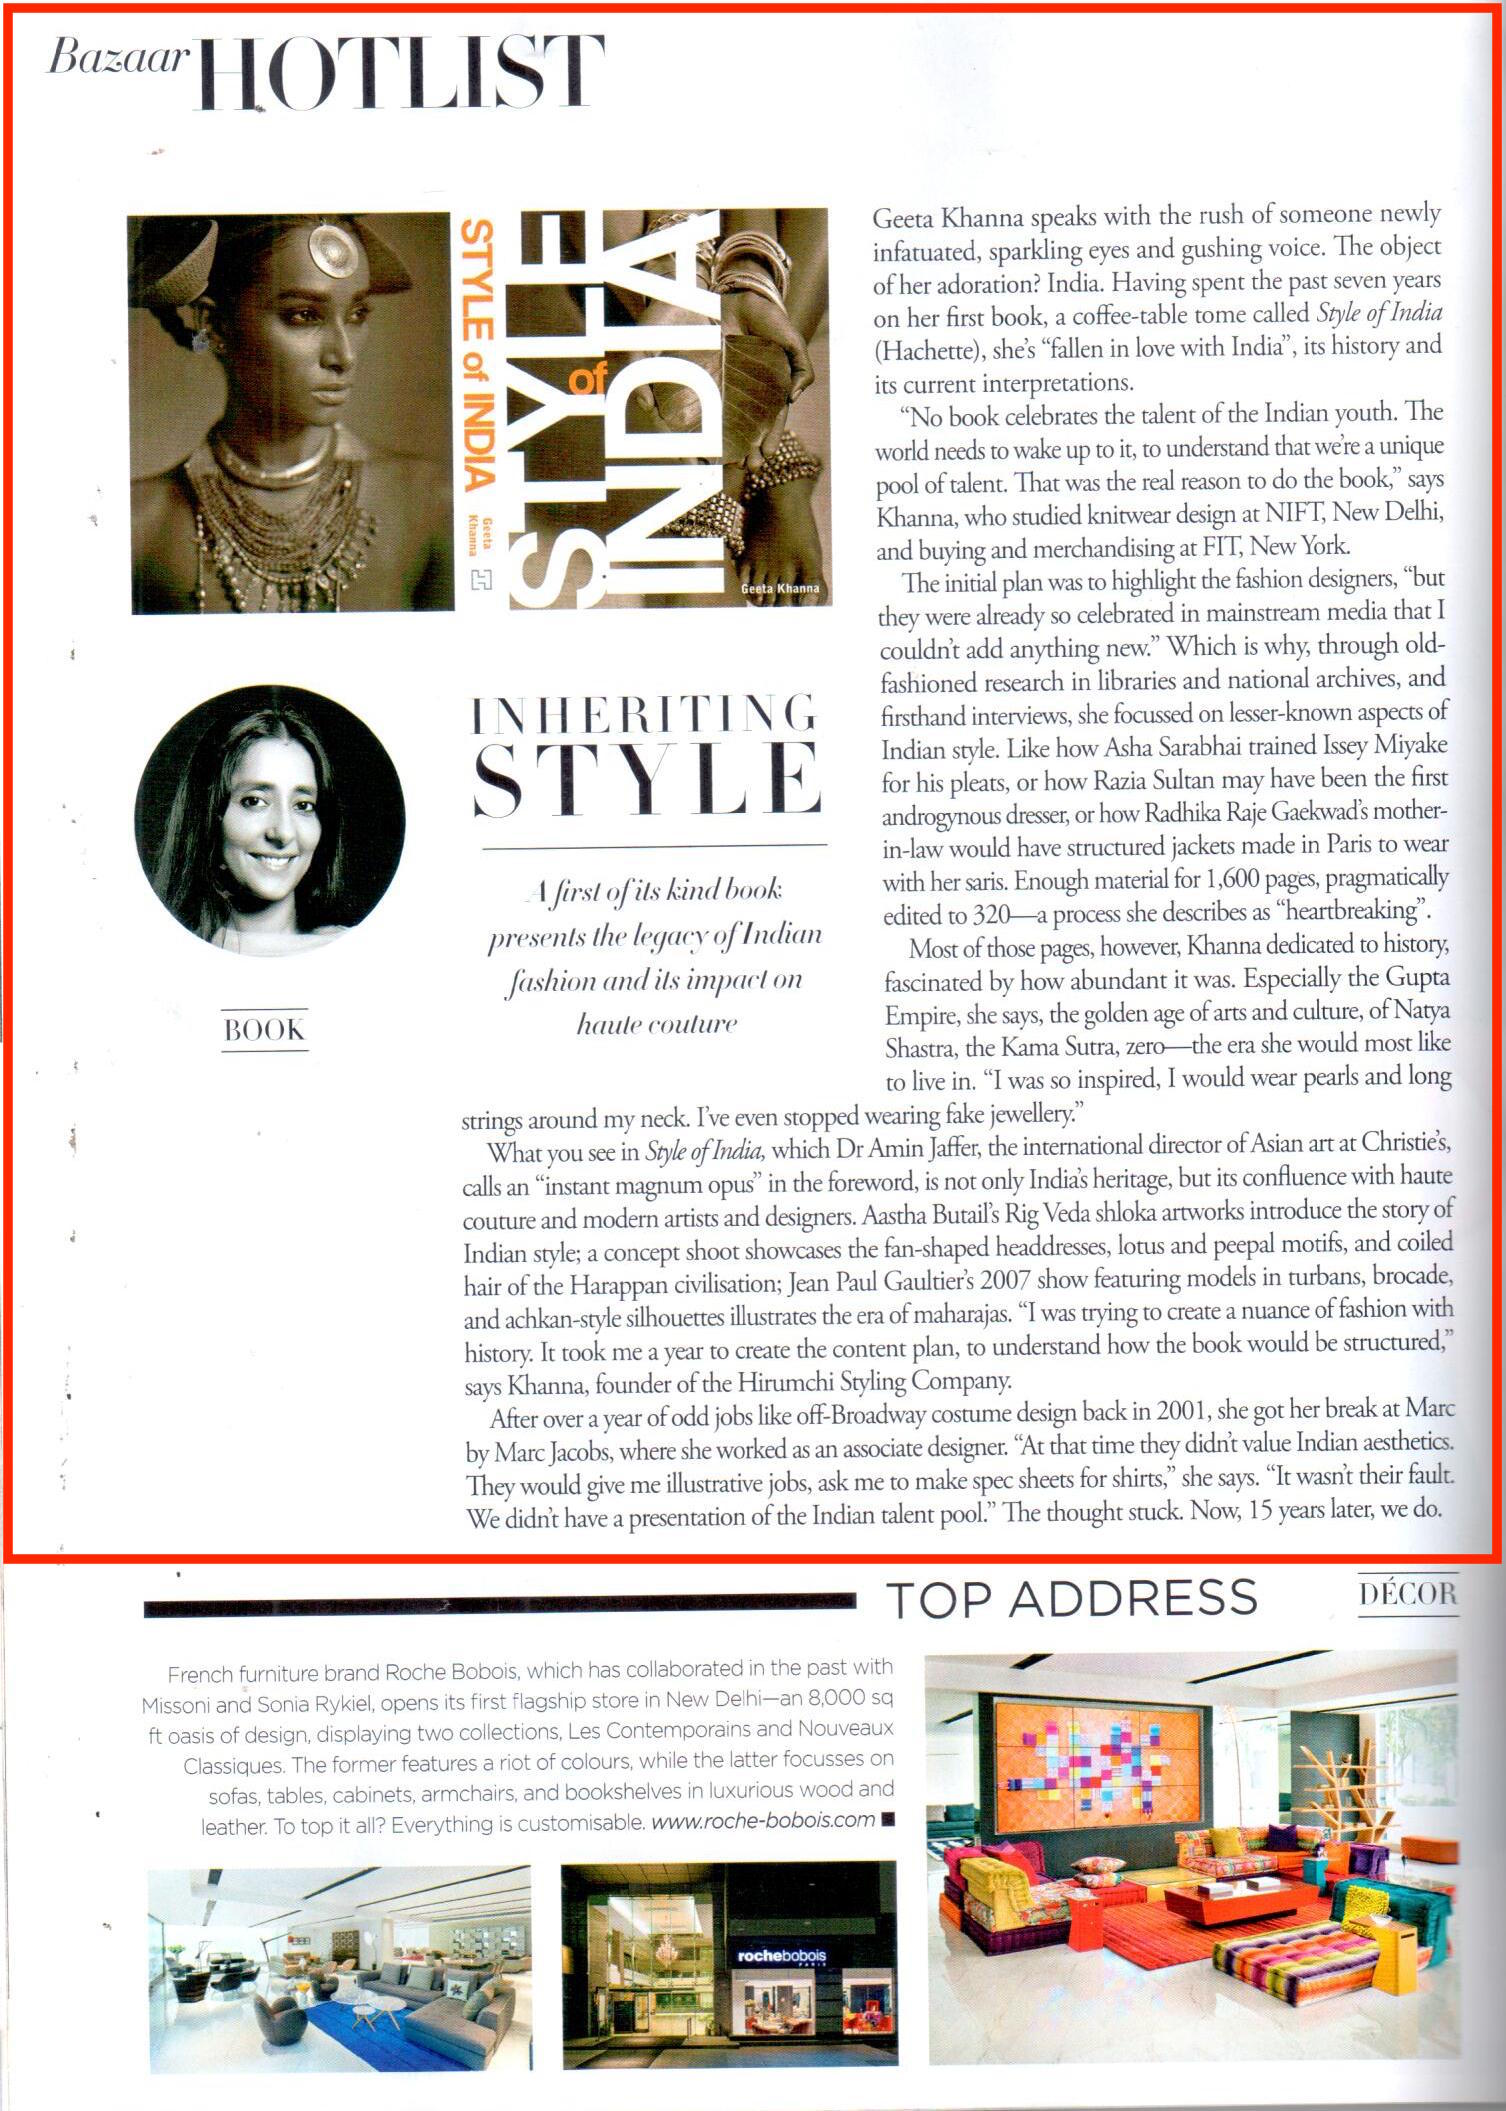 Bazaar HOTLIST
STYLE of INDIA
Geeta
Khanna
STYLE
of
INDIA
Geeta Khanna
INHERITING
STYLE
A first of its kind book
presents the legacy of Indian
fashion and its impact on
haute couture
BOOK
Geeta Khanna speaks with the rush of someone newly
infatuated, sparkling eyes and gushing voice. The object
of her adoration? India. Having spent the past seven years
on her first book, a coffee-table tome called Style of India
(Hachette), she's “fallen in love with India”, its history and
its current interpretations.
“No book celebrates the talent of the Indian youth. The
world needs to wake up to it, to understand that we're a unique
pool of talent. That was the real reason to do the book,” says
Khanna, who studied knitwear design at NIFT, New Delhi,
and buying and merchandising at FIT, New York.
The initial plan was to highlight the fashion designers, “but
they were already so celebrated in mainstream media that I
couldn't add anything new.” Which is why, through old-
fashioned research in libraries and national archives, and
firsthand interviews, she focussed on lesser-known aspects of
Indian style. Like how Asha Sarabhai trained Issey Miyake
for his pleats, or how Razia Sultan may have been the first
androgynous dresser, or how Radhika Raje Gaekwad's mother-
in-law would have structured jackets made in Paris to wear
with her saris. Enough material for 1,600 pages, pragmatically
edited to 320—a process she describes as “heartbreaking”.
Most of those pages, however, Khanna dedicated to history,
fascinated by how abundant it was. Especially the Gupta
Empire, she says, the golden age of arts and culture, of Natya
Shastra, the Kama Sutra, zero—the era she would most like
to live in. “I was so inspired, I would wear pearls and long
strings around my neck. I've even stopped wearing fake jewellery.”
What you see in Style of India, which Dr Amin Jaffer, the international director of Asian art at Christie's,
calls an “instant magnum opus” in the foreword, is not only India's heritage, but its confluence with haute
couture and modern artists and designers. Aastha Butail's Rig Veda shloka artworks introduce the story of
Indian style; a concept shoot showcases the fan-shaped headdresses, lotus and peepal motifs, and coiled
hair of the Harappan civilisation; Jean Paul Gaultier's 2007 show featuring models in turbans, brocade,
and achkan-style silhouettes illustrates the era of maharajas. “I was trying to create a nuance of fashion with
history. It took me a year to create the content plan, to understand how the book would be structured,”
says Khanna, founder of the Hirumchi Styling Company.
After over a year of odd jobs like off-Broadway costume design back in 2001, she got her break at Marc
by Marc Jacobs, where she worked as an associate designer. “At that time they didn't value Indian aesthetics.
They would give me illustrative jobs, ask me to make spec sheets for shirts,” she says. “It wasn't their fault.
We didn't have a presentation of the Indian talent pool.” The thought stuck. Now, 15 years later, we do.
TOP ADDRESS
DÉCOR
French furniture brand Roche Bobois, which has collaborated in the past with
Missoni and Sonia Rykiel, opens its first flagship store in New Delhi—an 8,000 sq
ft oasis of design, displaying two collections, Les Contemporains and Nouveaux
Classiques. The former features a riot of colours, while the latter focusses on
sofas, tables, cabinets, armchairs, and bookshelves in luxurious wood and
leather. To top it all? Everything is customisable. www.roche-bobois.com
rochebobois
PARIS